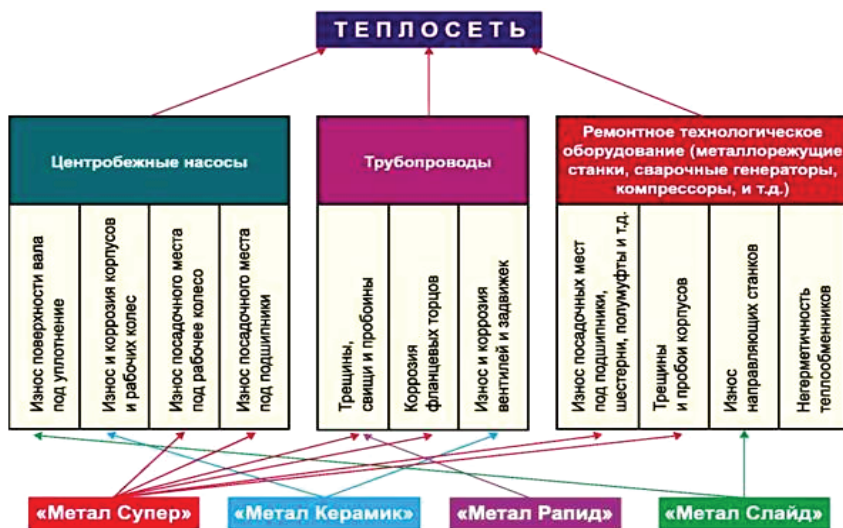 ТЕПЛОСЕТЬ
Центробежные насосы
Трубопроводы
Ремонтное технологическое
оборудование (металлорежущие
станки, сварочные генераторы,
компрессоры, и т.д.)
Износ поверхности вала
под уплотнение
Износ и коррозия корпусов
и рабочих колес
Износ посадочного места
под рабочее колесо
Износ посадочного места
под подшипники
Трещины,
свищи и пробоины
Коррозия
фланцевых торцов
Износ и коррозия
вентилей и задвижек
Износ посадочных мест
под подшипники,
шестерни, полумуфты и т.д.
Трещины
и пробои корпусов
Износ
направляющих станков
Негерметичность
теплообменников
«Метал Супер»
«Метал Керамик»
«Метал Рапид»
«Метал Слайд»